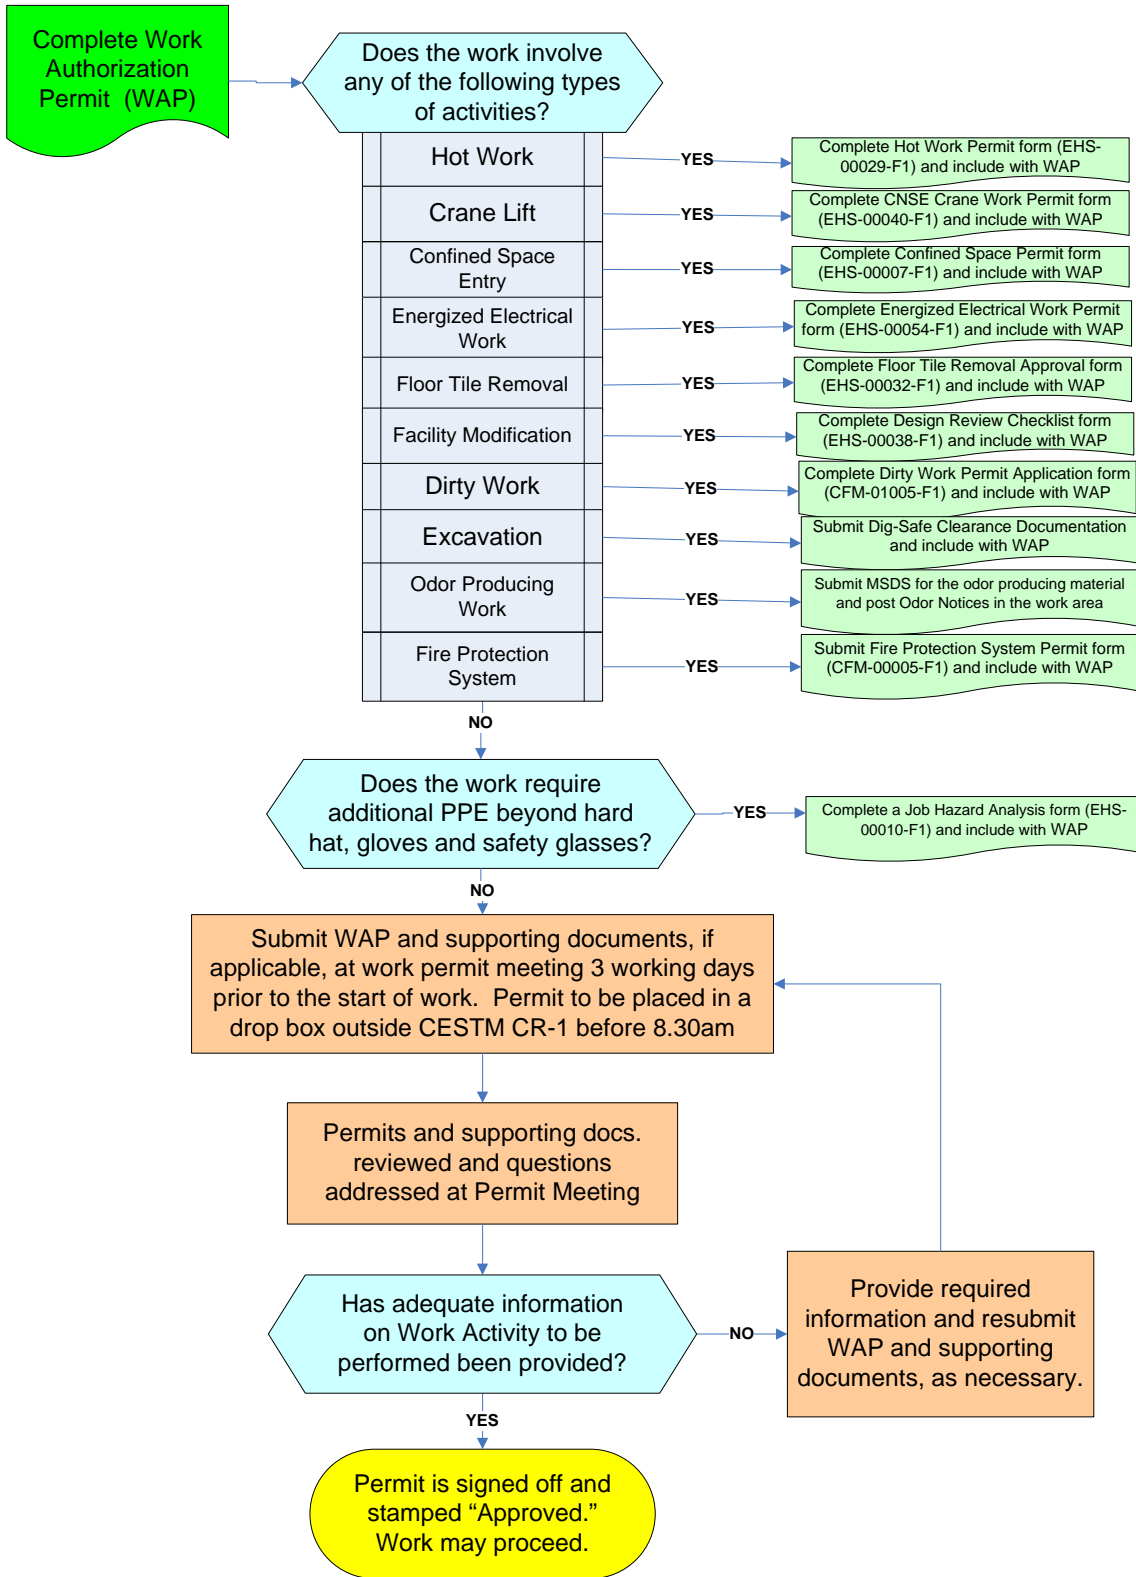 Complete Work
Authorization
Permit (WAP)
Does the work involve
any of the following types
of activities?
Hot Work
YES
Complete Hot Work Permit form (EHS-
00029-F1) and include with WAP
Crane Lift
YES
Complete CNSE Crane Work Permit form
(EHS-00040-F1) and include with WAP
Confined Space
Entry
YES
Complete Confined Space Permit form
(EHS-00007-F1) and include with WAP
Energized Electrical
Work
YES
Complete Energized Electrical Work Permit
form (EHS-00054-F1) and include with WAP
Floor Tile Removal
YES
Complete Floor Tile Removal Approval form
(EHS-00032-F1) and include with WAP
Facility Modification
YES
Complete Design Review Checklist form
(EHS-00038-F1) and include with WAP
Dirty Work
YES
Complete Dirty Work Permit Application form
(CFM-01005-F1) and include with WAP
Excavation
YES
Submit Dig-Safe Clearance Documentation
and include with WAP
Odor Producing
Work
YES
Submit MSDS for the odor producing material
and post Odor Notices in the work area
Fire Protection
System
YES
Submit Fire Protection System Permit form
(CFM-00005-F1) and include with WAP
NO
Does the work require
additional PPE beyond hard
hat, gloves and safety glasses?
YES
Complete a Job Hazard Analysis form (EHS-
00010-F1) and include with WAP
NO
Submit WAP and supporting documents, if
applicable, at work permit meeting 3 working days
prior to the start of work. Permit to be placed in a
drop box outside CESTM CR-1 before 8.30am
Permits and supporting docs.
reviewed and questions
addressed at Permit Meeting
Has adequate information
on Work Activity to be
performed been provided?
NO
Provide required
information and resubmit
WAP and supporting
documents, as necessary.
YES
Permit is signed off and
stamped “Approved.”
Work may proceed.